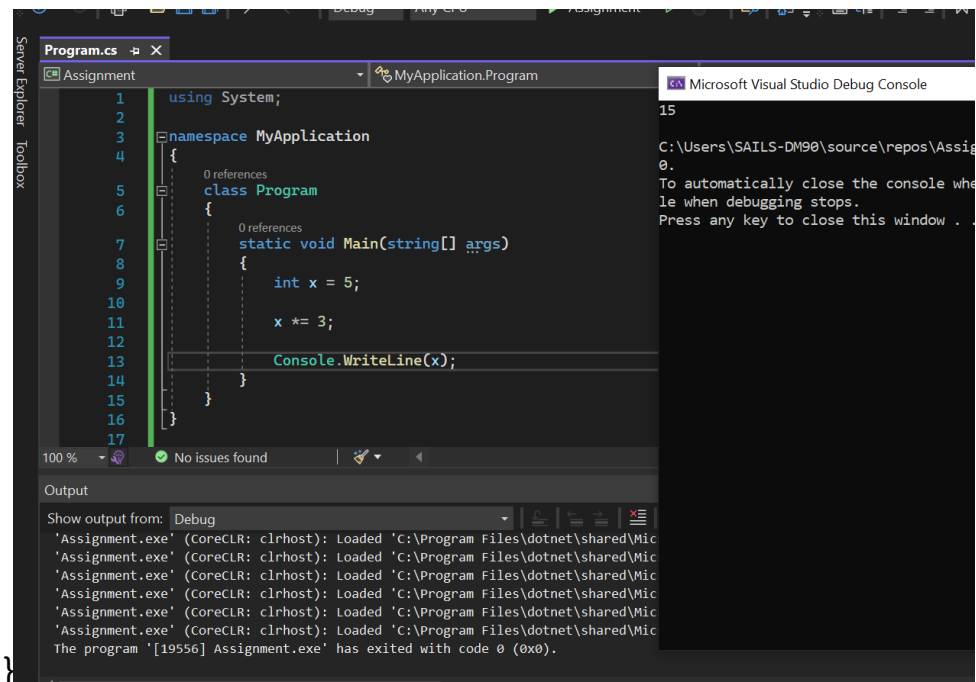 Debug
Any CPU
Assignment
Server Explorer
Toolbox
Program.cs
C# Assignment
MyApplication.Program
1 using System;
2
3 namespace MyApplication
4 {
0 references
5 class Program
6 {
0 references
7 static void Main(string[] args)
8 {
9 int x = 5;
10
11 x *= 3;
12
13 Console.WriteLine(x);
14 }
15 }
16 }
17
100 %
No issues found
Output
Show output from: Debug
'Assignment.exe' (CoreCLR: clrhost): Loaded 'C:\Program Files\dotnet\shared\Mic
'Assignment.exe' (CoreCLR: clrhost): Loaded 'C:\Program Files\dotnet\shared\Mic
'Assignment.exe' (CoreCLR: clrhost): Loaded 'C:\Program Files\dotnet\shared\Mic
'Assignment.exe' (CoreCLR: clrhost): Loaded 'C:\Program Files\dotnet\shared\Mic
'Assignment.exe' (CoreCLR: clrhost): Loaded 'C:\Program Files\dotnet\shared\Mic
'Assignment.exe' (CoreCLR: clrhost): Loaded 'C:\Program Files\dotnet\shared\Mic
The program '[19556] Assignment.exe' has exited with code 0 (0x0).
}
Microsoft Visual Studio Debug Console
15
C:\Users\SAILS-DM90\source\repos\Assig
0.
To automatically close the console whe
le when debugging stops.
Press any key to close this window . .